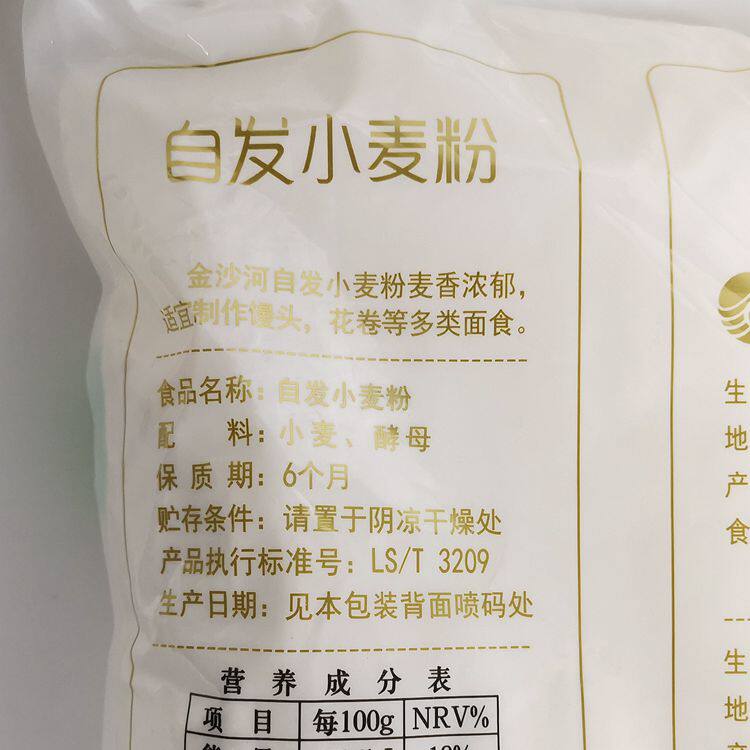 自发小麦粉
金沙河自发小麦粉麦香浓郁，
适宜制作馒头，花卷等多类面食。
食品名称：自发小麦粉
配 料：小麦、酵母
保 质 期：6个月
贮存条件：请置于阴凉干燥处
产品执行标准号：LS/T 3209
生产日期：见本包装背面喷码处
营养成分表
项 目 每100g NRV%
生
地
产
食
生
地